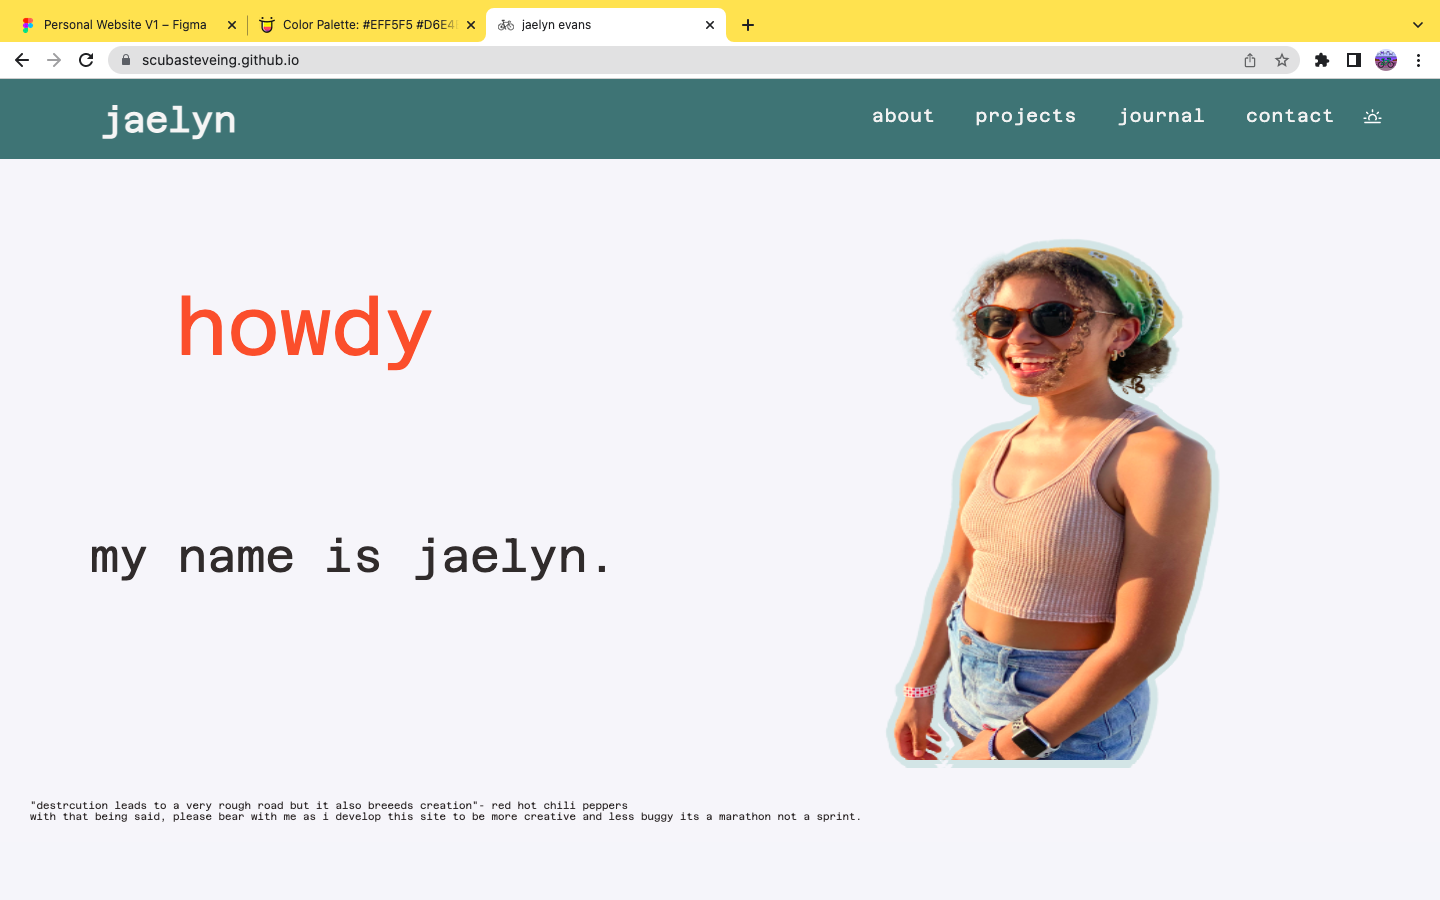 Personal Website V1 – Figma
Color Palette: #EFF5F5 #D6E4
jaelyn evans
scubasteveing.github.io
jaelyn
about projects journal contact
howdy
my name is jaelyn.
"destrcution leads to a very rough road but it also breeeds creation"- red hot chili peppers
with that being said, please bear with me as i develop this site to be more creative and less buggy its a marathon not a sprint.